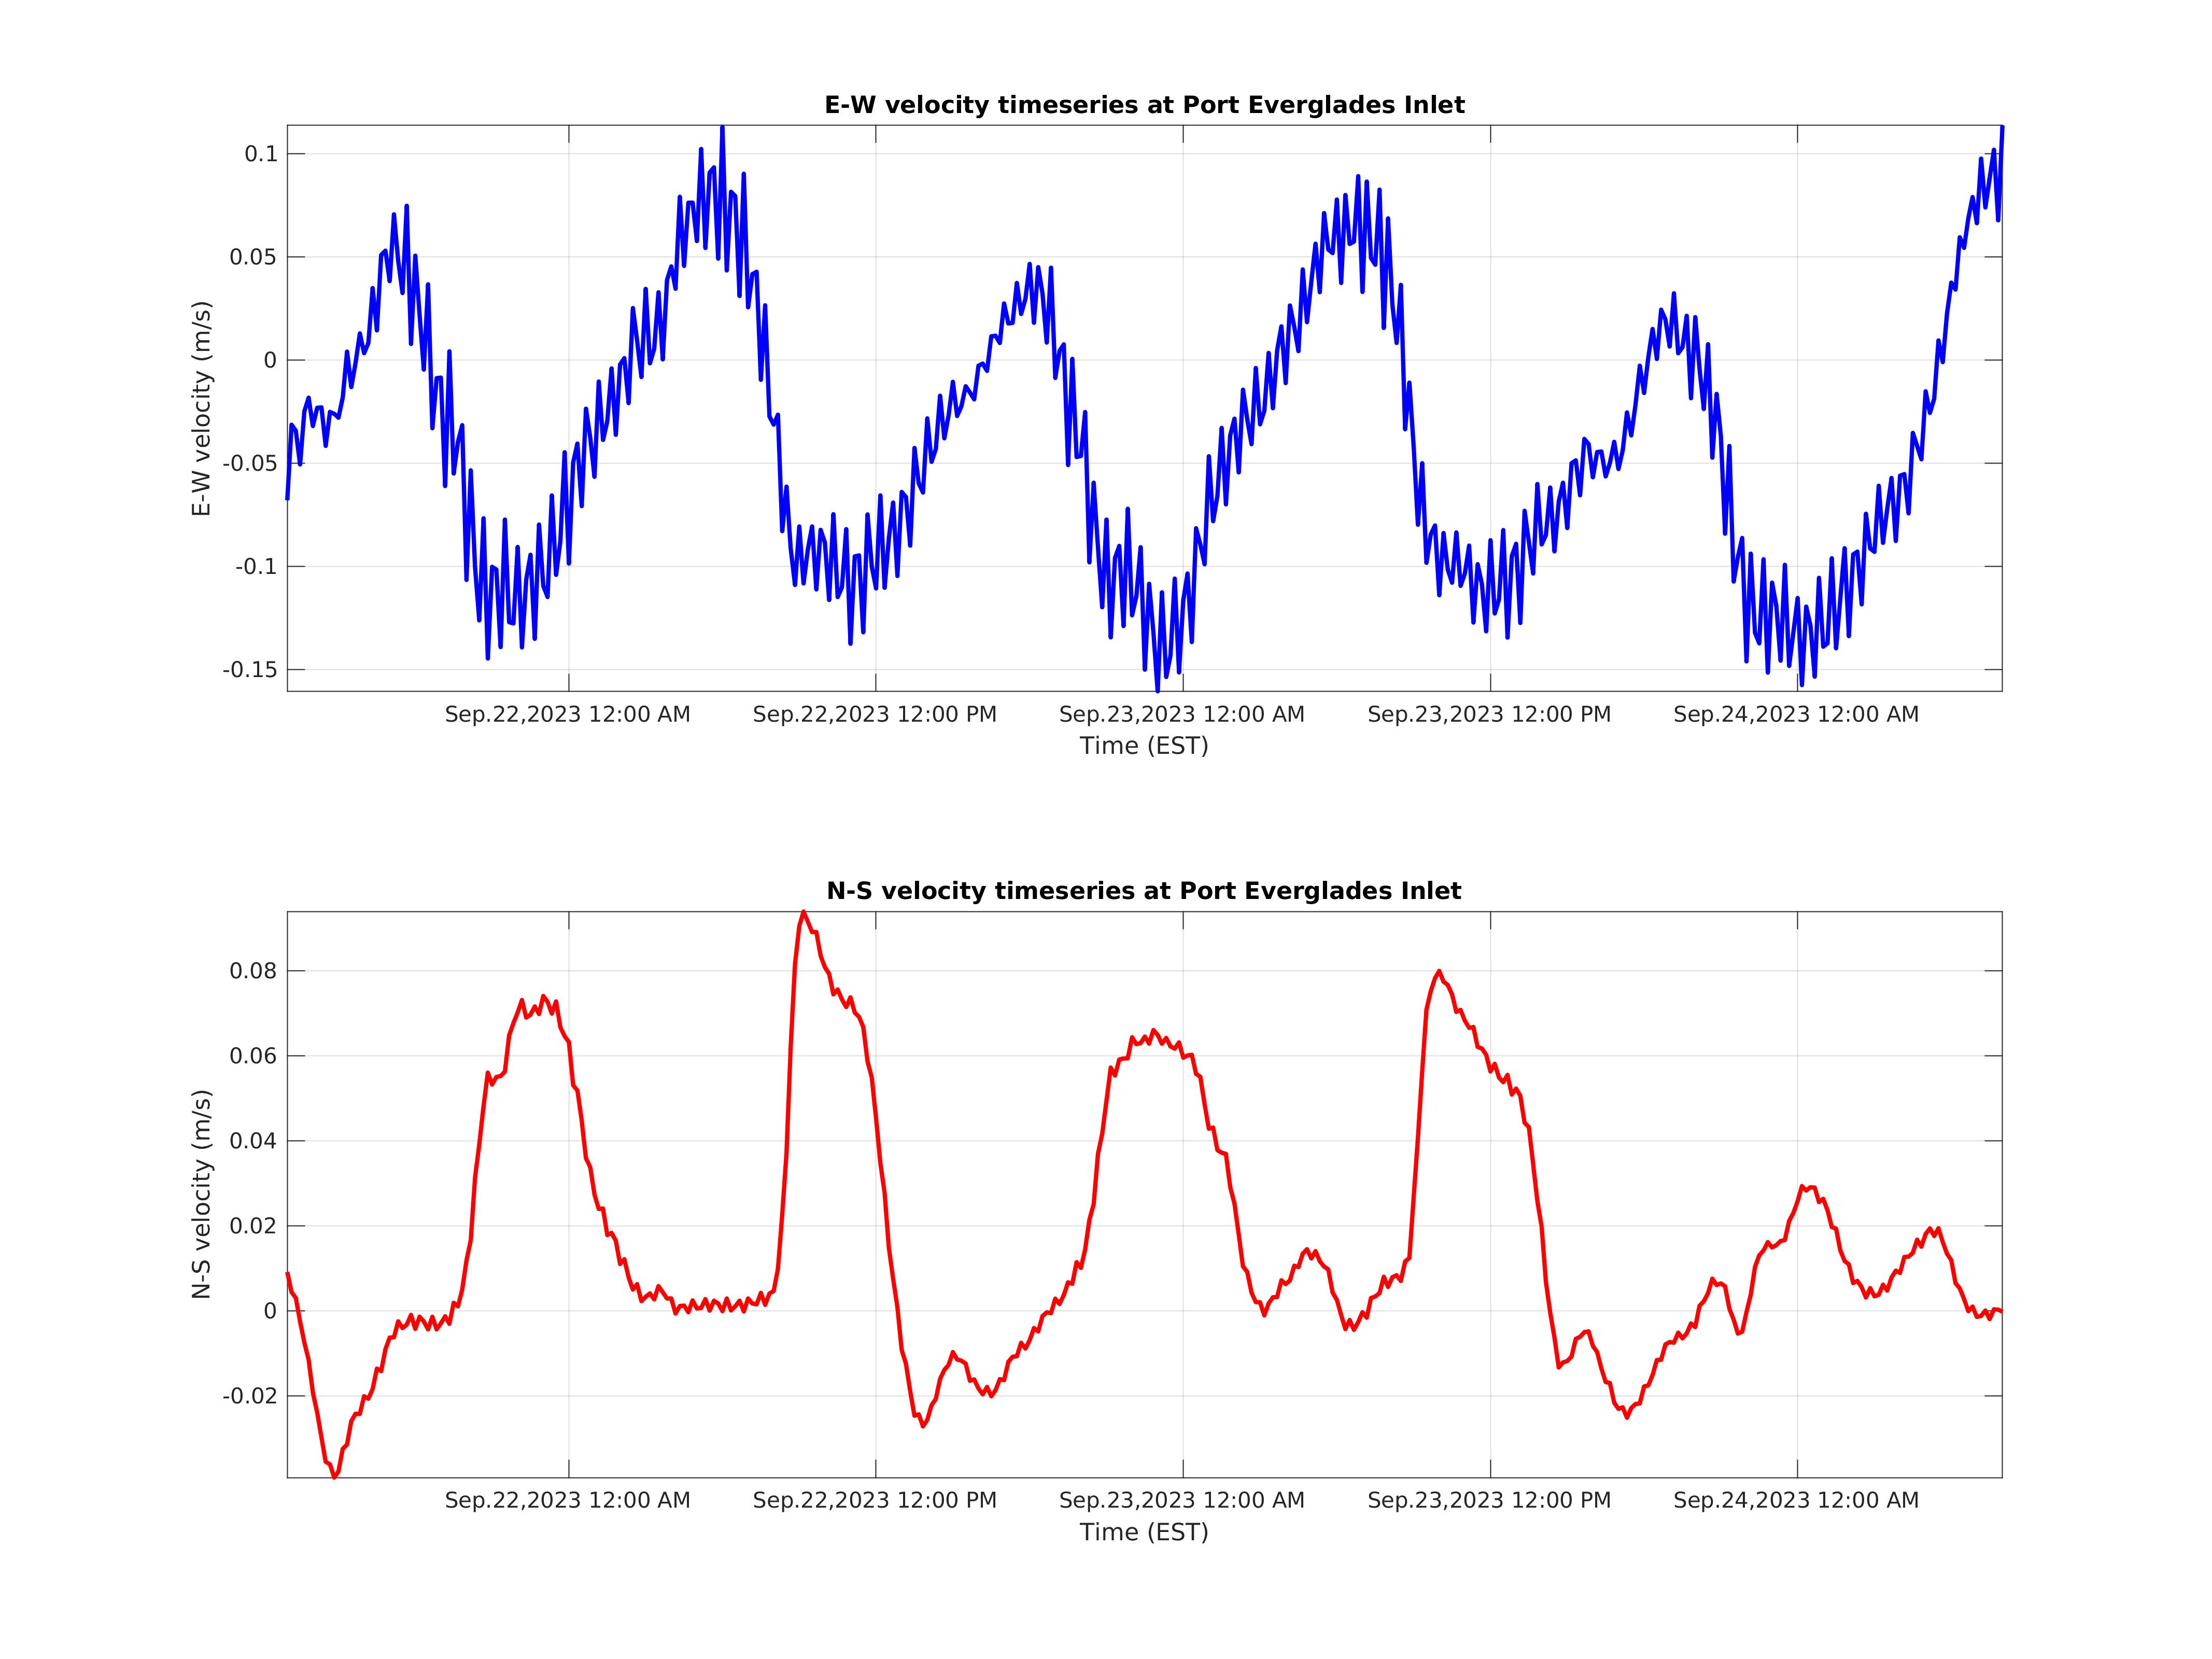 E-W velocity timeseries at Port Everglades Inlet
0.1
0.05
0
-0.05
-0.1
-0.15
E-W velocity (m/s)
Sep.22,2023 12:00 AM Sep.22,2023 12:00 PM Sep.23,2023 12:00 AM Sep.23,2023 12:00 PM Sep.24,2023 12:00 AM
Time (EST)
N-S velocity timeseries at Port Everglades Inlet
0.08
0.06
0.04
0.02
0
-0.02
N-S velocity (m/s)
Sep.22,2023 12:00 AM Sep.22,2023 12:00 PM Sep.23,2023 12:00 AM Sep.23,2023 12:00 PM Sep.24,2023 12:00 AM
Time (EST)